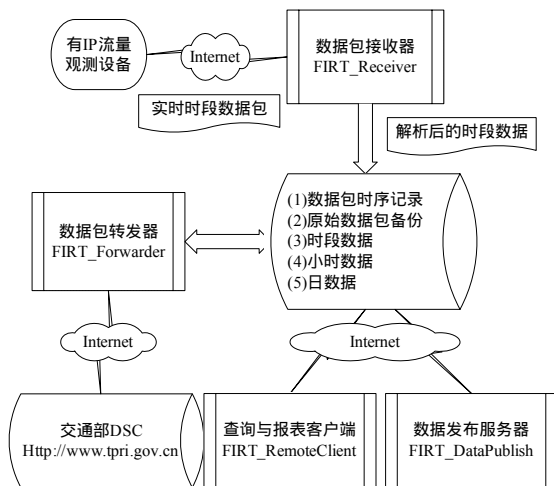 有IP流量
观测设备
Internet
数据包接收器
FIRT_Receiver
实时时段数据包
解析后的时段数据
数据包转发器
FIRT_Forwarder
(1)数据包时序记录
(2)原始数据包备份
(3)时段数据
(4)小时数据
(5)日数据
Internet
Internet
交通部DSC
Http://www.tpri.gov.cn
查询与报表客户端
FIRT_RemoteClient
数据发布服务器
FIRT_DataPublish